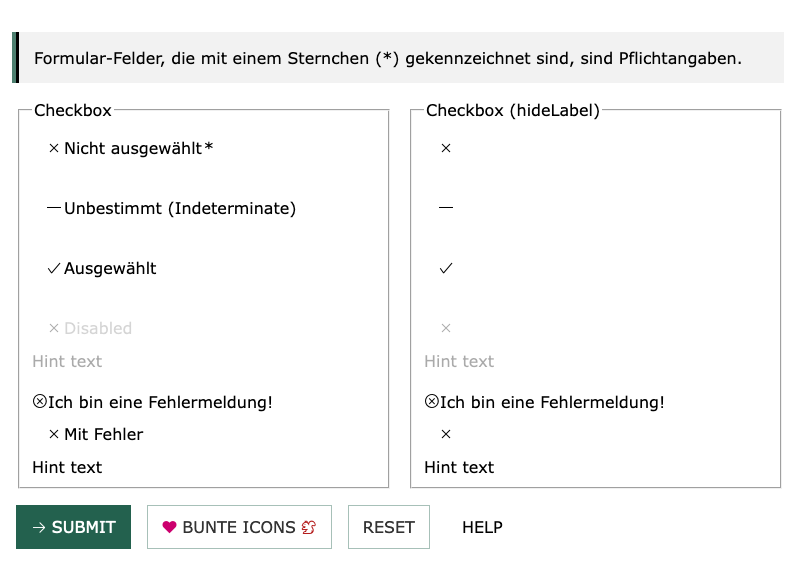 Formular-Felder, die mit einem Sternchen (*) gekennzeichnet sind, sind Pflichtangaben.
Checkbox
Nicht ausgewählt*
Unbestimmt (Indeterminate)
Ausgewählt
Disabled
Hint text
Ich bin eine Fehlermeldung!
Mit Fehler
Hint text
Checkbox (hideLabel)
Hint text
Ich bin eine Fehlermeldung!
Hint text
SUBMIT
BUNTE ICONS
RESET
HELP